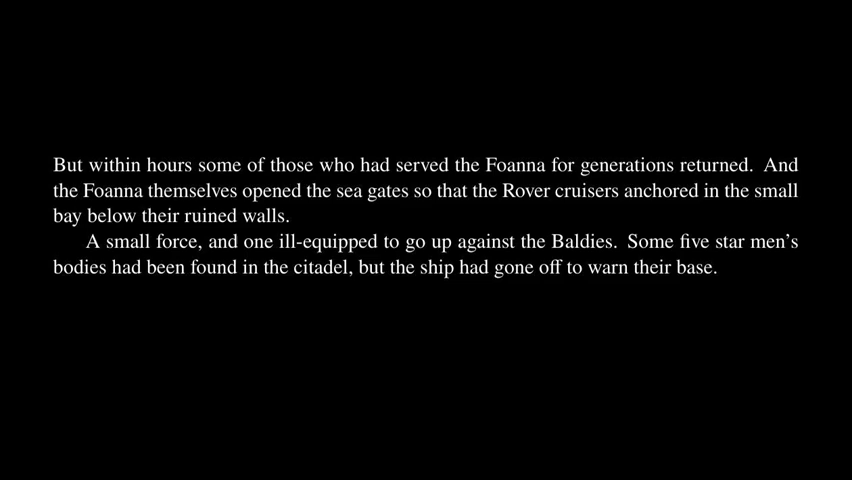 But within hours some of those who had served the Foanna for generations returned. And
the Foanna themselves opened the sea gates so that the Rover cruisers anchored in the small
bay below their ruined walls.
A small force, and one ill-equipped to go up against the Baldies. Some five star men’s
bodies had been found in the citadel, but the ship had gone off to warn their base.